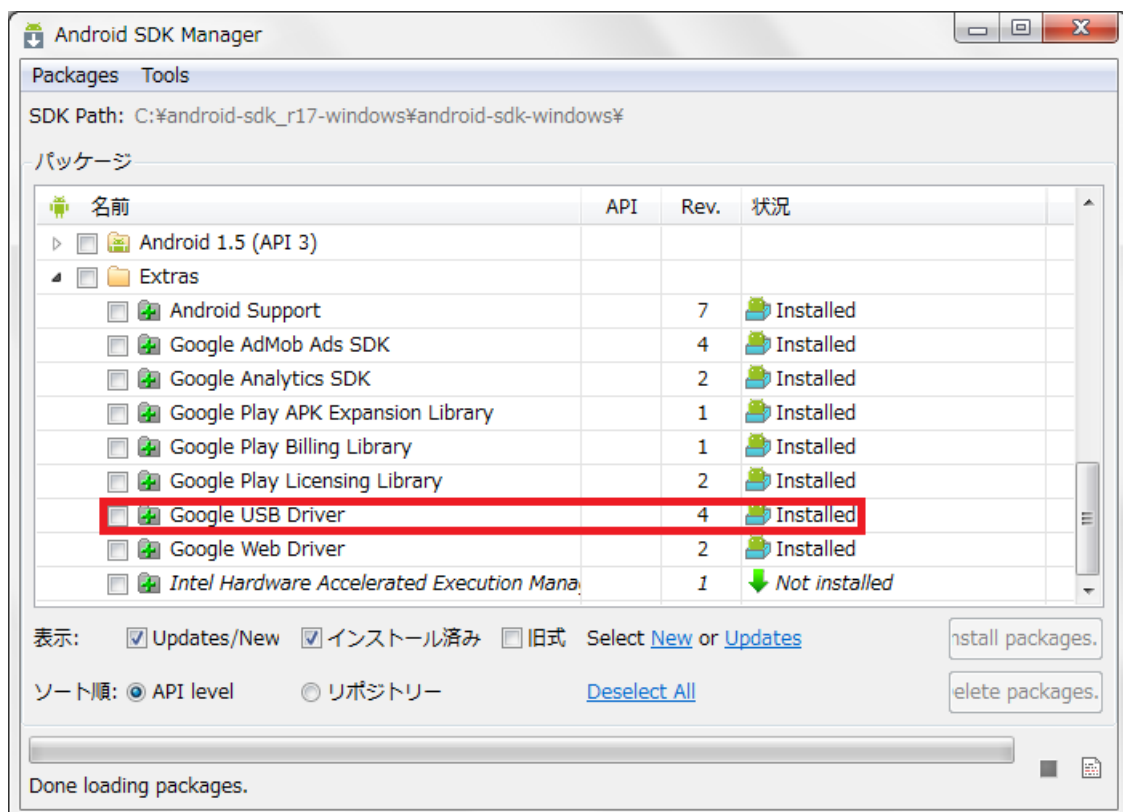 Android SDK Manager
Packages Tools
SDK Path: C:¥android-sdk_r17-windows¥android-sdk-windows¥
パッケージ
名前 API Rev. 状況
Android 1.5 (API 3)
Extras
Android Support 7 Installed
Google AdMob Ads SDK 4 Installed
Google Analytics SDK 2 Installed
Google Play APK Expansion Library 1 Installed
Google Play Billing Library 1 Installed
Google Play Licensing Library 2 Installed
Google USB Driver 4 Installed
Google Web Driver 2 Installed
Intel Hardware Accelerated Execution Mana 1 Not installed
表示: Updates/New インストール済み 旧式 Select New or Updates nstall packages.
ソート順: API level リポジトリー Deselect All elete packages.
Done loading packages.